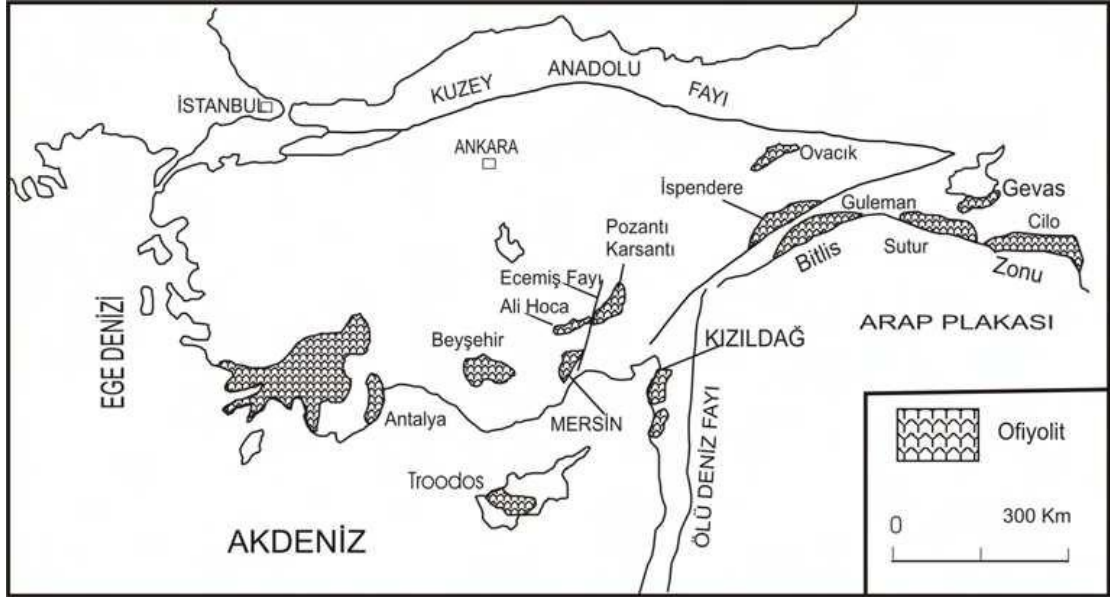 KUZEY ANADOLU FAYI
İSTANBUL
ANKARA
Ovacık
İspendere
Guleman
Gevas
Cilo
Pozantı
Karsantı
Bitlis Sutur Zonu
Ecemiş Fayı
Ali Hoca
EGE DENİZİ
Beyşehir
KIZILDAĞ
ARAP PLAKASI
Antalya
MERSİN
ÖLÜ DENİZ FAYI
Troodos
AKDENİZ
Ofiyolit
0 300 Km